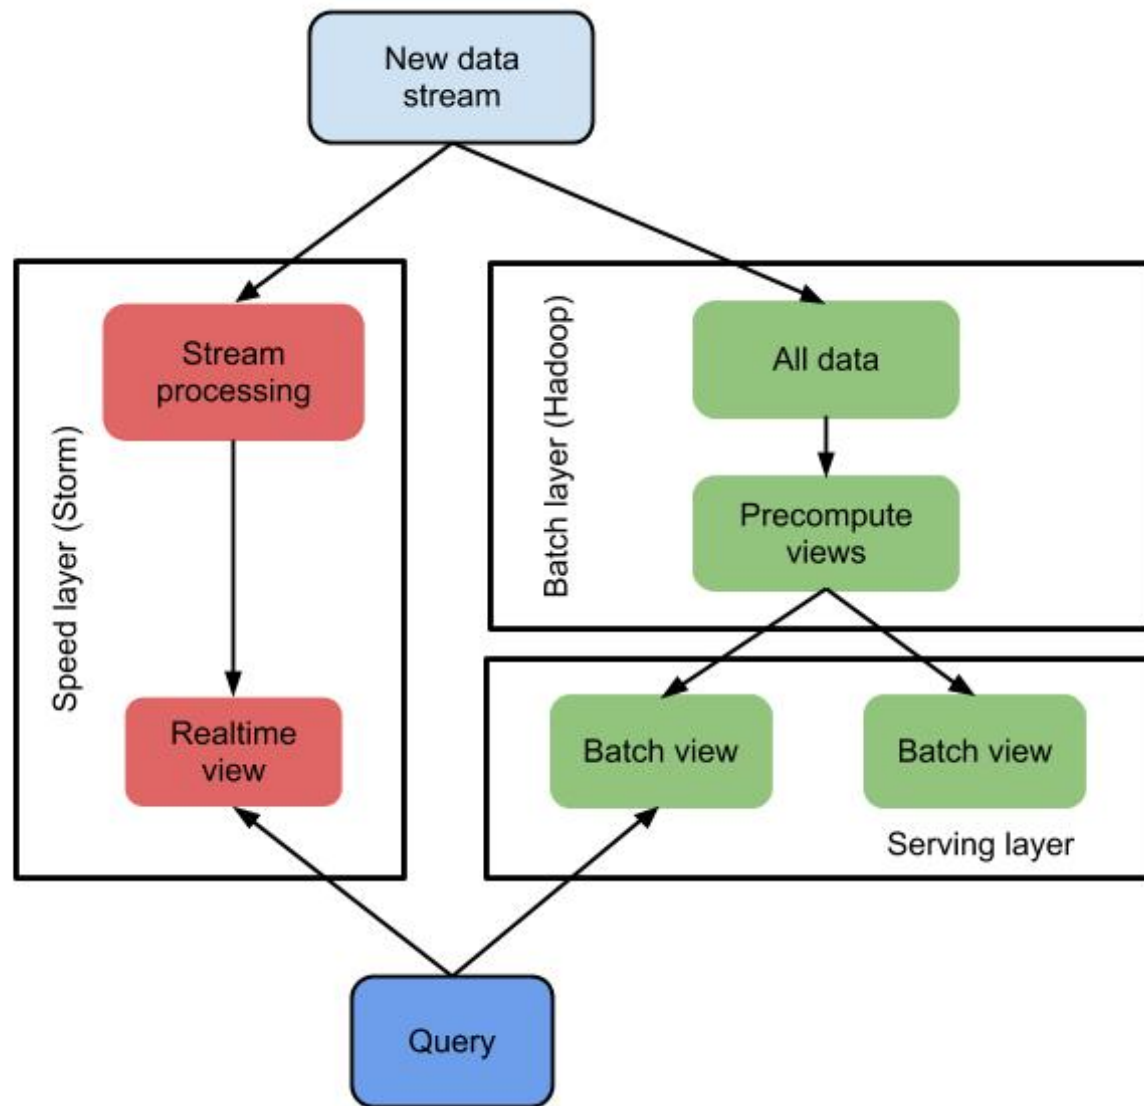 New data
stream
Speed layer (Storm)
Stream
processing
Realtime
view
Batch layer (Hadoop)
All data
Precompute
views
Batch view
Batch view
Serving layer
Query